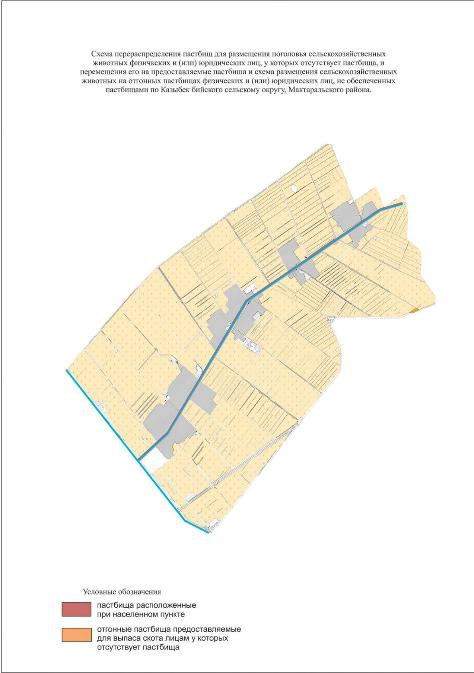 Схема перераспределения пастбищ для размещения поголовья сельскохозяйственных
животных физических и (или) юридических лиц, у которых отсутствует пастбища, и
перемещения его на предоставляемые пастбища и схема размещения сельскохозяйственных
животных на отгонных пастбищах физических и (или) юридических лиц, не обеспеченных
пастбищами по Казыбек бийского сельскому округу, Мактаральского района.
Условные обозначения
пастбища расположенные
при населенном пункте
отгонные пастбища предоставляемые
для выпаса скота лицам у которых
отсутствует пастбища